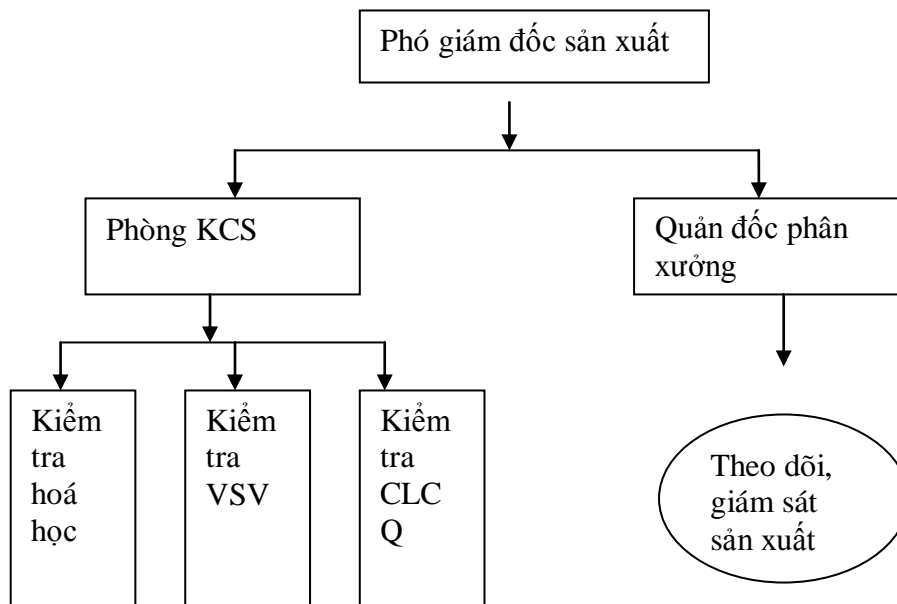 Phó giám đốc sản xuất
Phòng KCS
Quản đốc phân
xưởng
Kiểm
tra
hoá
học
Kiểm
tra
VSV
Kiểm
tra
CLC
Q
Theo dõi,
giám sát
sản xuất